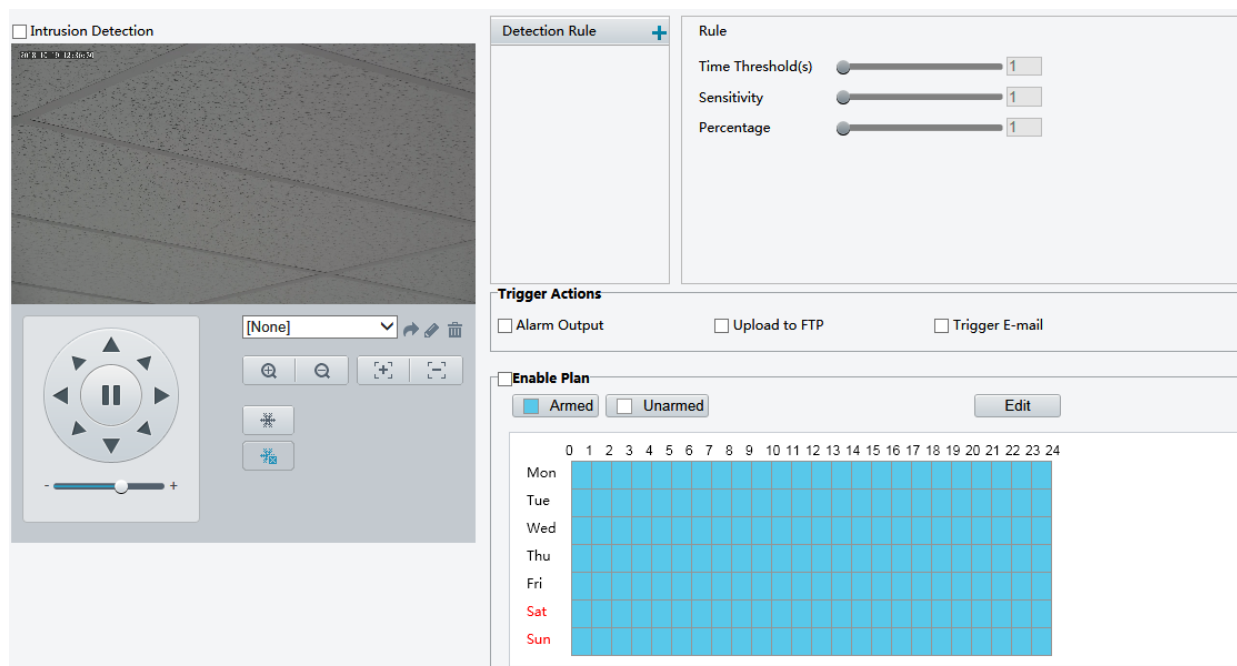 Intrusion Detection
Detection Rule
Rule
Time Threshold(s) 1
Sensitivity 1
Percentage 1
Trigger Actions
Alarm Output Upload to FTP Trigger E-mail
[None]
Enable Plan
Armed Unarmed Edit
0 1 2 3 4 5 6 7 8 9 10 11 12 13 14 15 16 17 18 19 20 21 22 23 24
Mon
Tue
Wed
Thu
Fri
Sat
Sun
- +